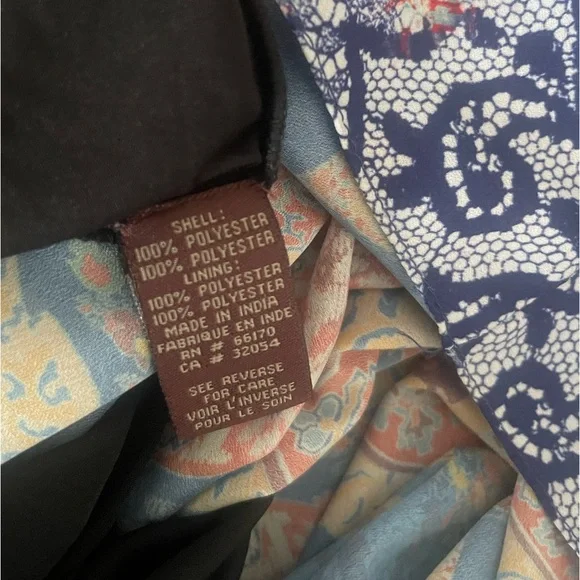 SHELL:
100% POLYESTER
100% POLYESTER
LINING:
100% POLYESTER
100% POLYESTER
MADE IN INDIA
FABRIQUE EN INDE
RN # 66170
CA # 32054
SEE REVERSE
FOR CARE
VOIR L'INVERSE
POUR LE SOIN